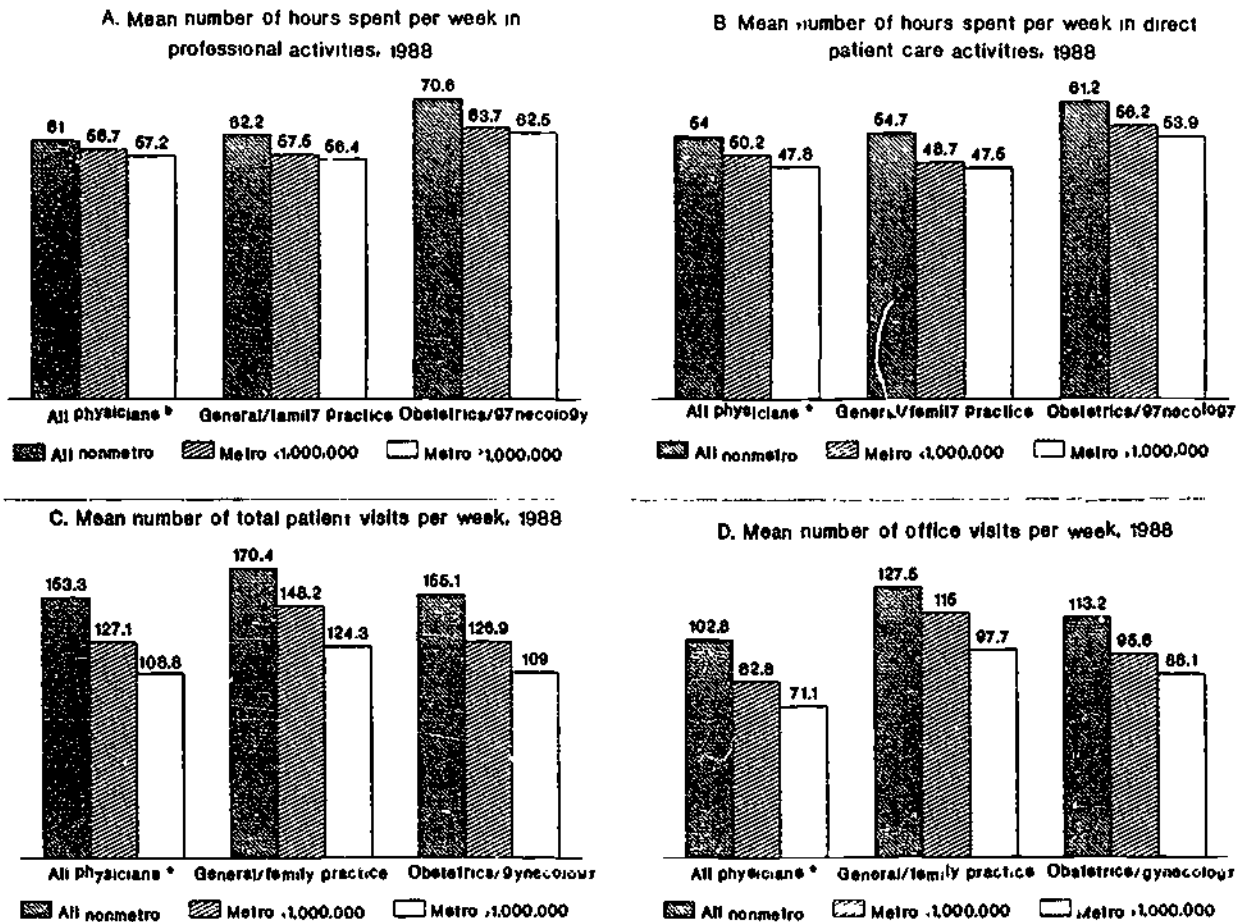 A. Mean number of hours spent per week in
professional activities, 1988
61 58.7 57.2
62.2 57.5 56.4
70.6 63.7 62.5
All physicians b General/family Practice Obstetrics/gynecology
All nonmetro Metro <1,000,000 Metro >1,000,000
B Mean number of hours spent per week in direct
patient care activities, 1988
54 50.2 47.8
54.7 48.7 47.5
61.2 56.2 53.9
All physicians * General/family Practice Obstetrics/gynecology
All nonmetro Metro <1,000,000 Metro >1,000,000
C. Mean number of total patient visits per week, 1988
153.3 127.1 108.8
170.4 148.2 124.3
155.1 126.9 109
All physicians * General/family practice Obstetrics/gynecology
All nonmetro Metro <1,000,000 Metro >1,000,000
D. Mean number of office visits per week, 1988
102.8 82.8 71.1
127.5 115 97.7
113.2 95.6 86.1
All physicians * General/family practice Obstetrics/gynecology
All nonmetro Metro <1,000,000 Metro >1,000,000